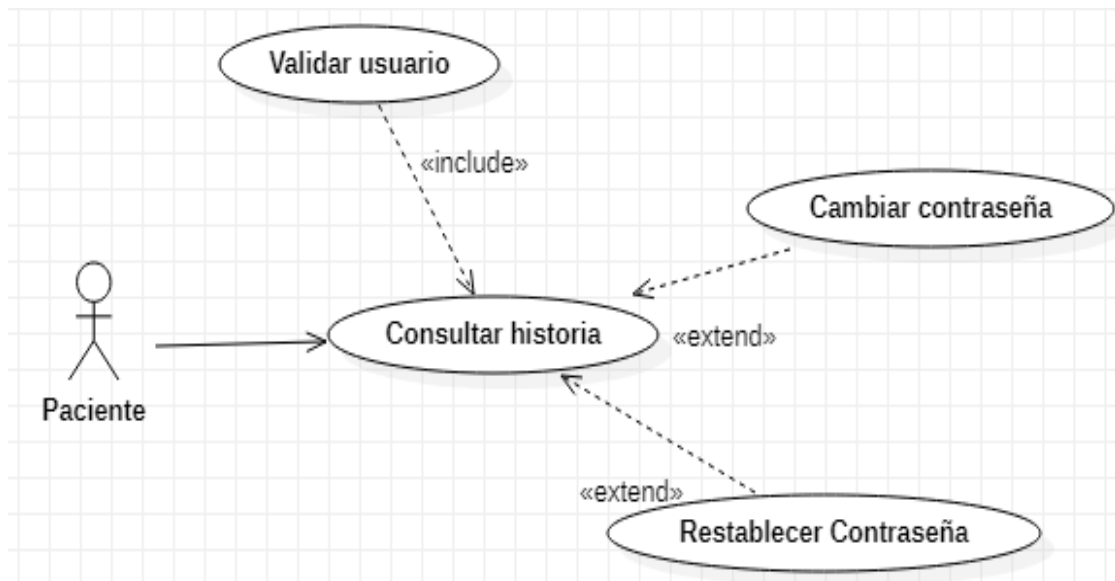 Validar usuario
«include»
Cambiar contraseña
Consultar historia
«extend»
Paciente
«extend»
Restablecer Contraseña